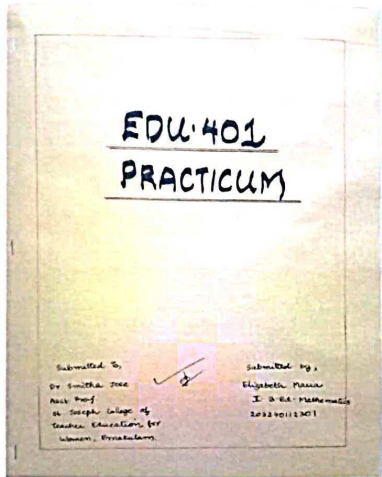 EDU·401
PRACTICUM
Submitted To,
Dr Smitha Jose
Asst Prof
St Joseph College of
Teacher Education for
Women, Ernakulam.
Submitted by,
Elizabeth Maria
I B.Ed. Mathematics